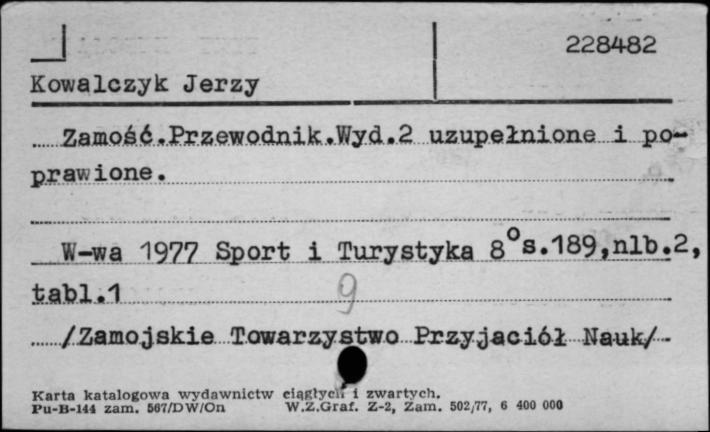 228482
Kowalczyk Jerzy
Zamość.Przewodnik.Wyd.2 uzupełnione i po-
prawione.
W-wa 1977 Sport i Turystyka 8° s.189,nlb.2,
tabl.1
9
/Zamojskie Towarzystwo Przyjaciół Nauk/-
Karta katalogowa wydawnictw ciągłych i zwartych.
Pu-B-144 zam. 567/DW/On W.Z.Graf. Z-2, Zam. 502/77, 6 400 000